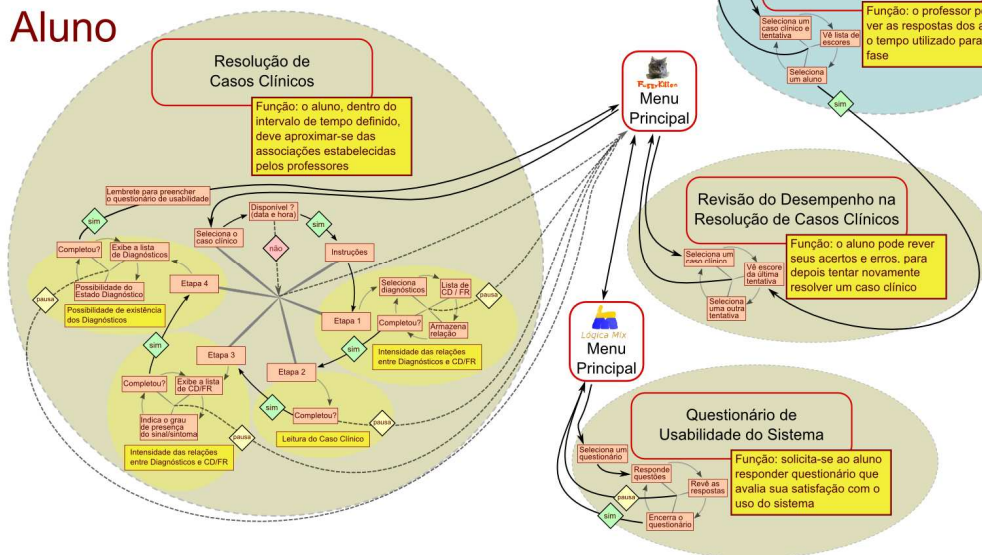 Aluno
Resolução de
Casos Clínicos
Função: o aluno, dentro do
intervalo de tempo definido,
deve aproximar-se das
associações estabelecidas
pelos professores
Lembrete para preencher
o questionário de usabilidade
sim
Disponível ?
(data e hora)
sim
Seleciona o
caso clínico
não
Instruções
Completou?
Exibe a lista
de Diagnósticos
Possibilidade do
Estado Diagnóstico
Etapa 4
pausa
Possibilidade de existência
dos Diagnósticos
Seleciona
diagnósticos
Lista de
CD / FR
pausa
Etapa 1
Completou?
Armazena
relação
sim
Intensidade das relações
entre Diagnósticos e CD/FR
sim
Etapa 3
Etapa 2
Completou?
Exibe a lista
de CD/FR
Indica o grau
de presença
do sinal/sintoma
pausa
Intensidade das relações
entre Diagnósticos e CD/FR
sim
Completou?
pausa
Leitura do Caso Clínico
FuzzyKitten
Menu
Principal
Seleciona um
caso clínico e
tentativa
Vê lista de
escores
Seleciona
um aluno
Função: o professor
ver as respostas dos
o tempo utilizado para
fase
sim
Revisão do Desempenho na
Resolução de Casos Clínicos
Função: o aluno pode rever
seus acertos e erros, para
depois tentar novamente
resolver um caso clínico
Seleciona um
caso clínico
Vê escore
da última
tentativa
Seleciona
uma outra
tentativa
Lógica Mix
Menu
Principal
Questionário de
Usabilidade do Sistema
Função: solicita-se ao aluno
responder questionário que
avalia sua satisfação com o
uso do sistema
Seleciona um
questionário
Responde
questões
Revê as
respostas
pausa
sim
Encerra o
questionário